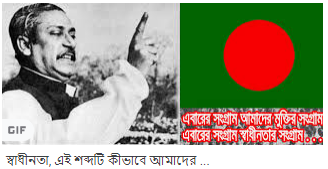 এবারের সংগ্রাম আমাদের মুক্তির সংগ্রাম
এবারের সংগ্রাম স্বাধীনতার সংগ্রাম...
GIF
স্বাধীনতা, এই শব্দটি কীভাবে আমাদের ...